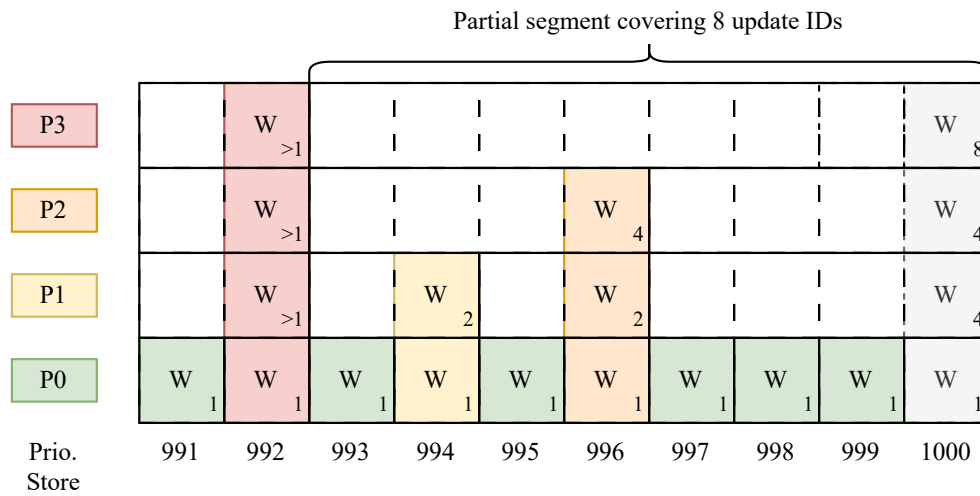 Partial segment covering 8 update IDs
P3 W >1 W 8
P2 W >1 W 4 W 4
P1 W >1 W 2 W 2 W 4
P0 W 1 W 1 W 1 W 1 W 1 W 1 W 1 W 1 W 1 W 1
Prio. Store 991 992 993 994 995 996 997 998 999 1000